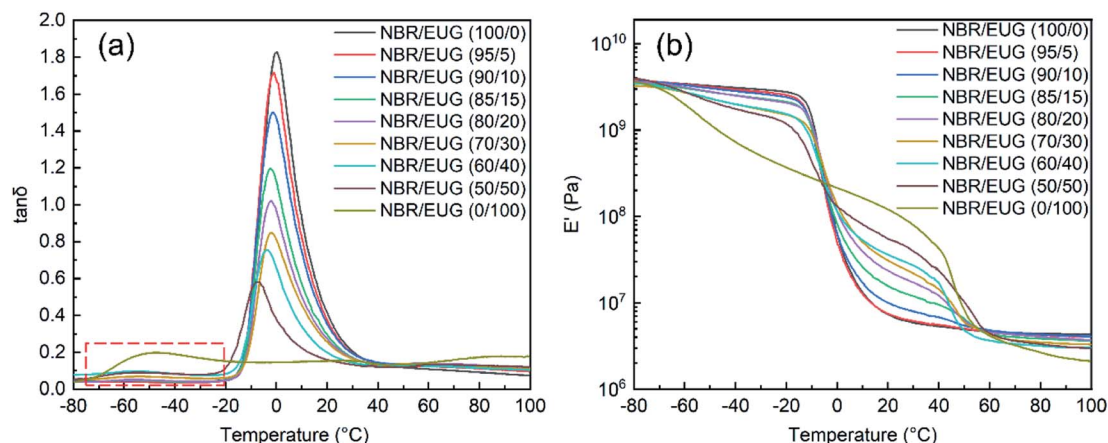 (a)
tanδ
2.0
1.8
1.6
1.4
1.2
1.0
0.8
0.6
0.4
0.2
0.0
NBR/EUG (100/0)
NBR/EUG (95/5)
NBR/EUG (90/10)
NBR/EUG (85/15)
NBR/EUG (80/20)
NBR/EUG (70/30)
NBR/EUG (60/40)
NBR/EUG (50/50)
NBR/EUG (0/100)
-80 -60 -40 -20 0 20 40 60 80 100
Temperature (°C)
(b)
E' (Pa)
10¹⁰
10⁹
10⁸
10⁷
10⁶
NBR/EUG (100/0)
NBR/EUG (95/5)
NBR/EUG (90/10)
NBR/EUG (85/15)
NBR/EUG (80/20)
NBR/EUG (70/30)
NBR/EUG (60/40)
NBR/EUG (50/50)
NBR/EUG (0/100)
-80 -60 -40 -20 0 20 40 60 80 100
Temperature (°C)